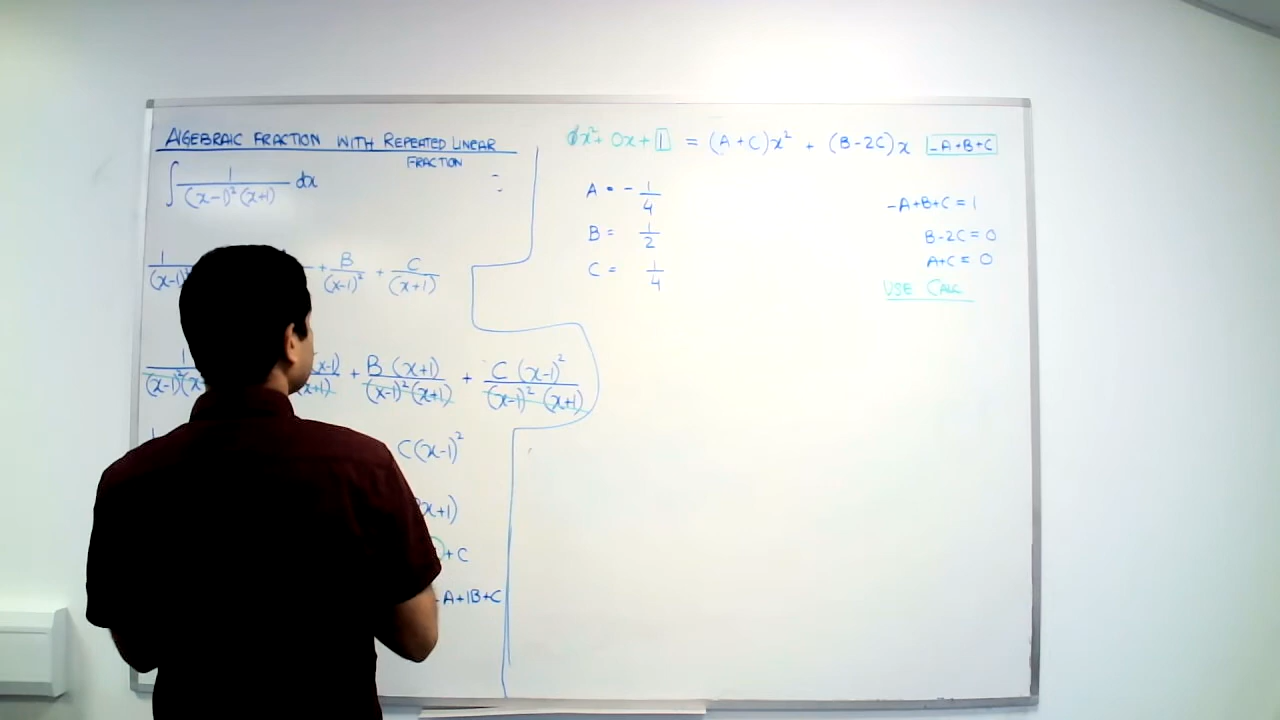 ALGEBRAIC FRACTION WITH REPEATED LINEAR
FRACTION
∫ 1/((x-1)²(x+1)) dx
1/(x-1)² + B/(x-1)² + C/(x+1)
1/((x-1)²(x (x-1)/(x+1) + B(x+1)/((x-1)²(x+1)) + C(x-1)²/((x-1)²(x+1))
C(x-1)²
x+1)
+C
-A+1B+C
0x²+0x+1 = (A+C)x² + (B-2C)x -A+B+C
A = -1/4
B = 1/2
C = 1/4
-A+B+C = 1
B-2C = 0
A+C = 0
USE CALC